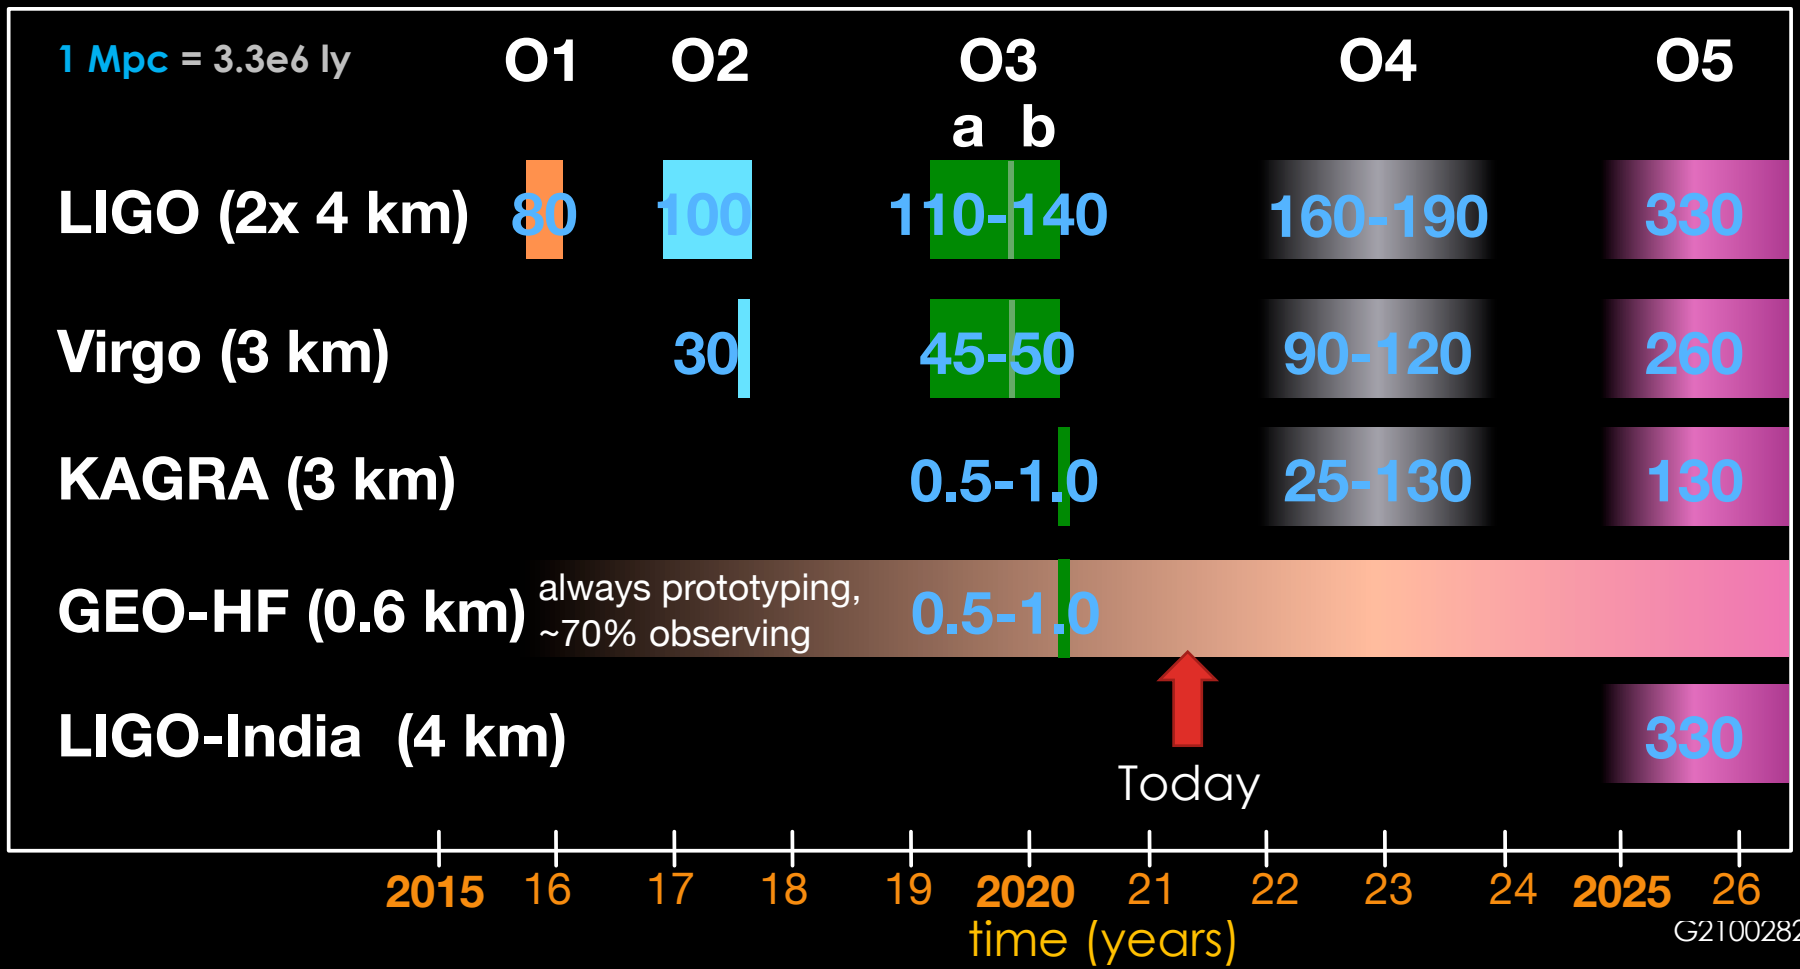 1 Mpc = 3.3e6 ly O1 O2 O3 O4 O5
a b
LIGO (2x 4 km) 80 100 110-140 160-190 330
Virgo (3 km) 30 45-50 90-120 260
KAGRA (3 km) 0.5-1.0 25-130 130
GEO-HF (0.6 km) always prototyping, 0.5-1.0
~70% observing
LIGO-India (4 km) 330
Today
2015 16 17 18 19 2020 21 22 23 24 2025 26
time (years)
G2100282